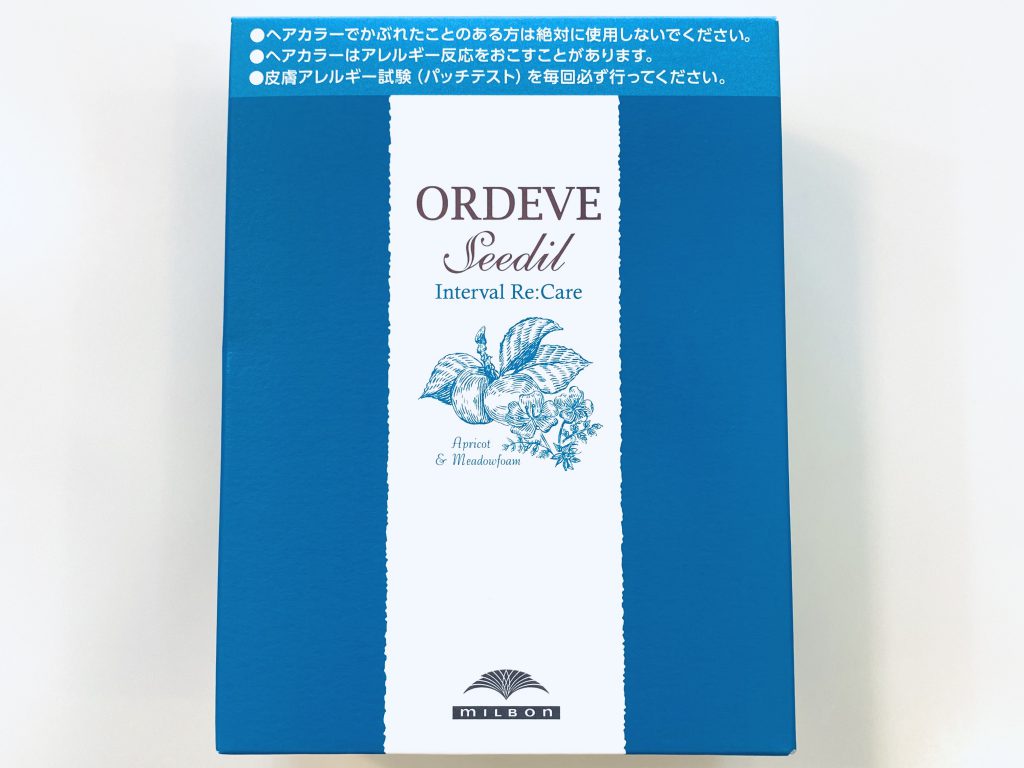 ●ヘアカラーでかぶれたことのある方は絶対に使用しないでください。
●ヘアカラーはアレルギー反応をおこすことがあります。
●皮膚アレルギー試験（パッチテスト）を毎回必ず行ってください。
ORDEVE
Seedil
Interval Re:Care
Apricot
& Meadowfoam
MILBON